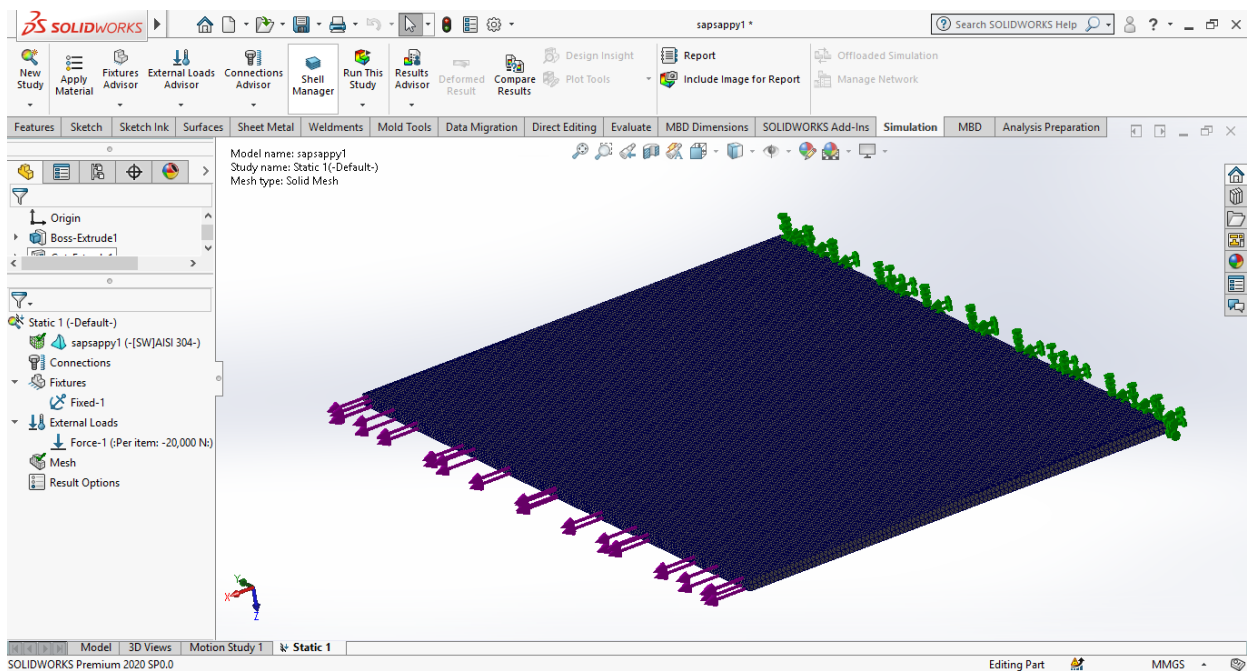 SOLIDWORKS
sapsappy1 *
Search SOLIDWORKS Help
?
New Study
Apply Material
Fixtures Advisor
External Loads Advisor
Connections Advisor
Shell Manager
Run This Study
Results Advisor
Deformed Result
Compare Results
Design Insight
Plot Tools
Report
Include Image for Report
Offloaded Simulation
Manage Network
Features Sketch Sketch Ink Surfaces Sheet Metal Weldments Mold Tools Data Migration Direct Editing Evaluate MBD Dimensions SOLIDWORKS Add-Ins Simulation MBD Analysis Preparation
Model name: sapsappy1
Study name: Static 1(-Default-)
Mesh type: Solid Mesh
Origin
Boss-Extrude1
Static 1 (-Default-)
sapsappy1 (-[SW]AISI 304-)
Connections
Fixtures
Fixed-1
External Loads
Force-1 (:Per item: -20,000 N:)
Mesh
Result Options
Y
X
Z
Model 3D Views Motion Study 1 Static 1
SOLIDWORKS Premium 2020 SP0.0
Editing Part
MMGS